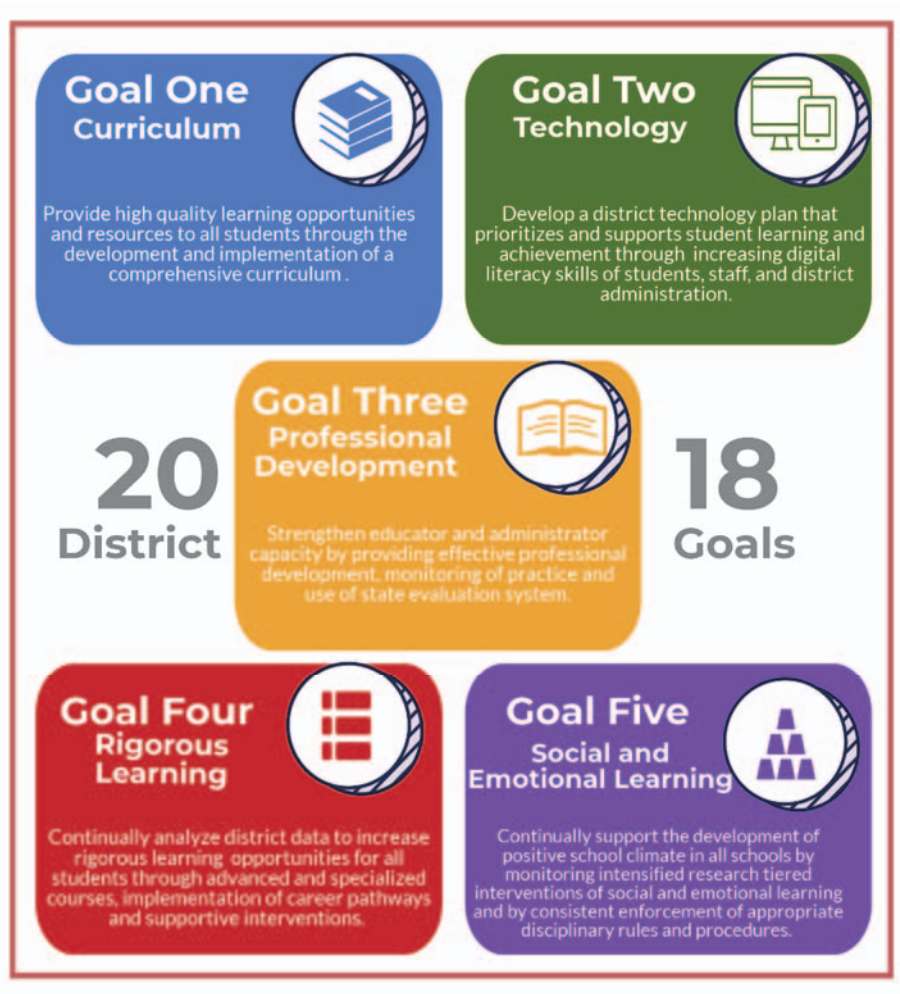 Goal One
Curriculum
Provide high quality learning opportunities
and resources to all students through the
development and implementation of a
comprehensive curriculum .
Goal Two
Technology
Develop a district technology plan that
prioritizes and supports student learning and
achievement through increasing digital
literacy skills of students, staff, and district
administration.
20
District
Goal Three
Professional
Development
Strengthen educator and administrator
capacity by providing effective professional
development, monitoring of practice and
use of state evaluation system.
18
Goals
Goal Four
Rigorous
Learning
Continually analyze district data to increase
rigorous learning opportunities for all
students through advanced and specialized
courses, implementation of career pathways
and supportive interventions.
Goal Five
Social and
Emotional Learning
Continually support the development of
positive school climate in all schools by
monitoring intensified research tiered
interventions of social and emotional learning
and by consistent enforcement of appropriate
disciplinary rules and procedures.